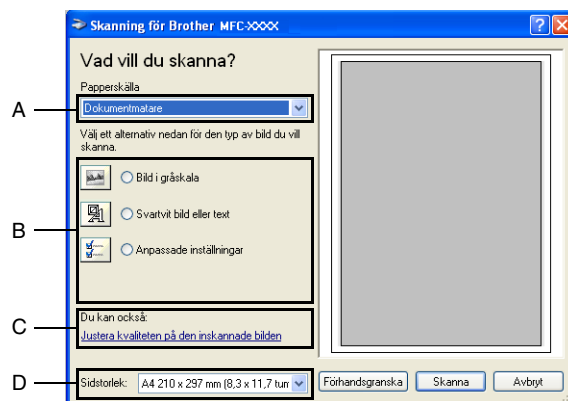 Skanning för Brother MFC-XXXX
Vad vill du skanna?
Papperskälla
A
Dokumentmatare
Välj ett alternativ nedan för den typ av bild du vill
skanna.
B
Bild i gråskala
Svartvit bild eller text
Anpassade inställningar
C
Du kan också:
Justera kvaliteten på den inskannade bilden
D
Sidstorlek:
A4 210 x 297 mm (8,3 x 11,7 tum
Förhandsgranska
Skanna
Avbryt